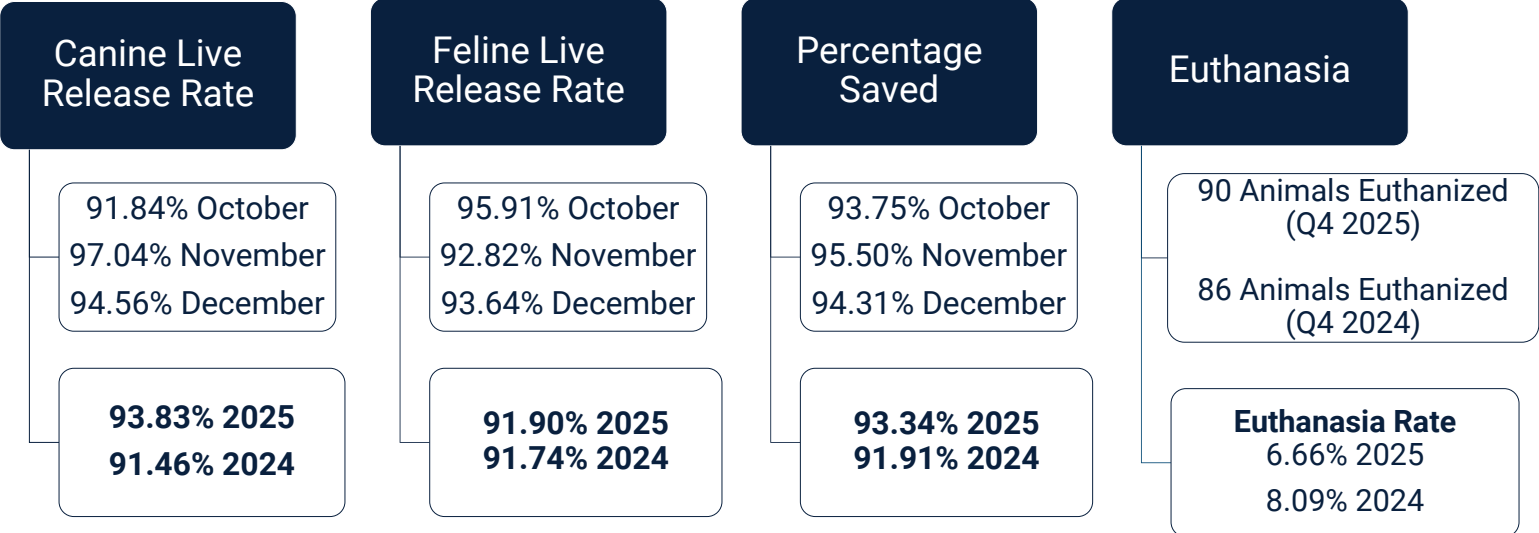 Canine Live
Release Rate
91.84% October
97.04% November
94.56% December
93.83% 2025
91.46% 2024
Feline Live
Release Rate
95.91% October
92.82% November
93.64% December
91.90% 2025
91.74% 2024
Percentage
Saved
93.75% October
95.50% November
94.31% December
93.34% 2025
91.91% 2024
Euthanasia
90 Animals Euthanized
(Q4 2025)
86 Animals Euthanized
(Q4 2024)
Euthanasia Rate
6.66% 2025
8.09% 2024